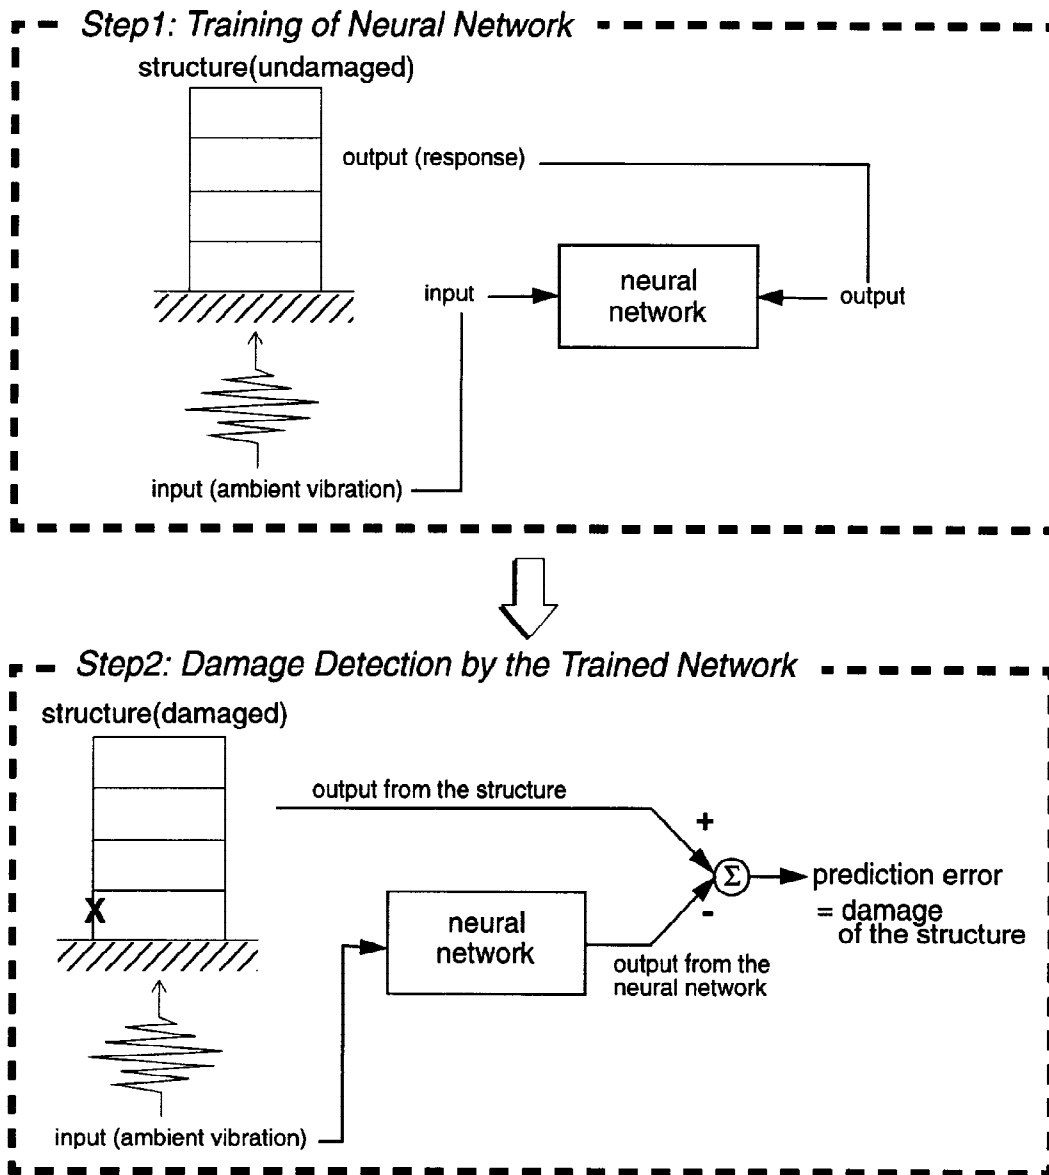 Step1: Training of Neural Network
structure(undamaged)
output (response)
input
neural
network
output
input (ambient vibration)
Step2: Damage Detection by the Trained Network
structure(damaged)
output from the structure
+
Σ
prediction error
= damage
of the structure
-
X
neural
network
output from the
neural network
input (ambient vibration)